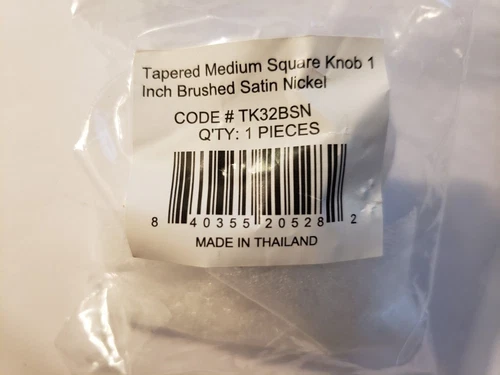 Tapered Medium Square Knob 1
Inch Brushed Satin Nickel
CODE # TK32BSN
Q'TY: 1 PIECES
8 40355 20528 2
MADE IN THAILAND